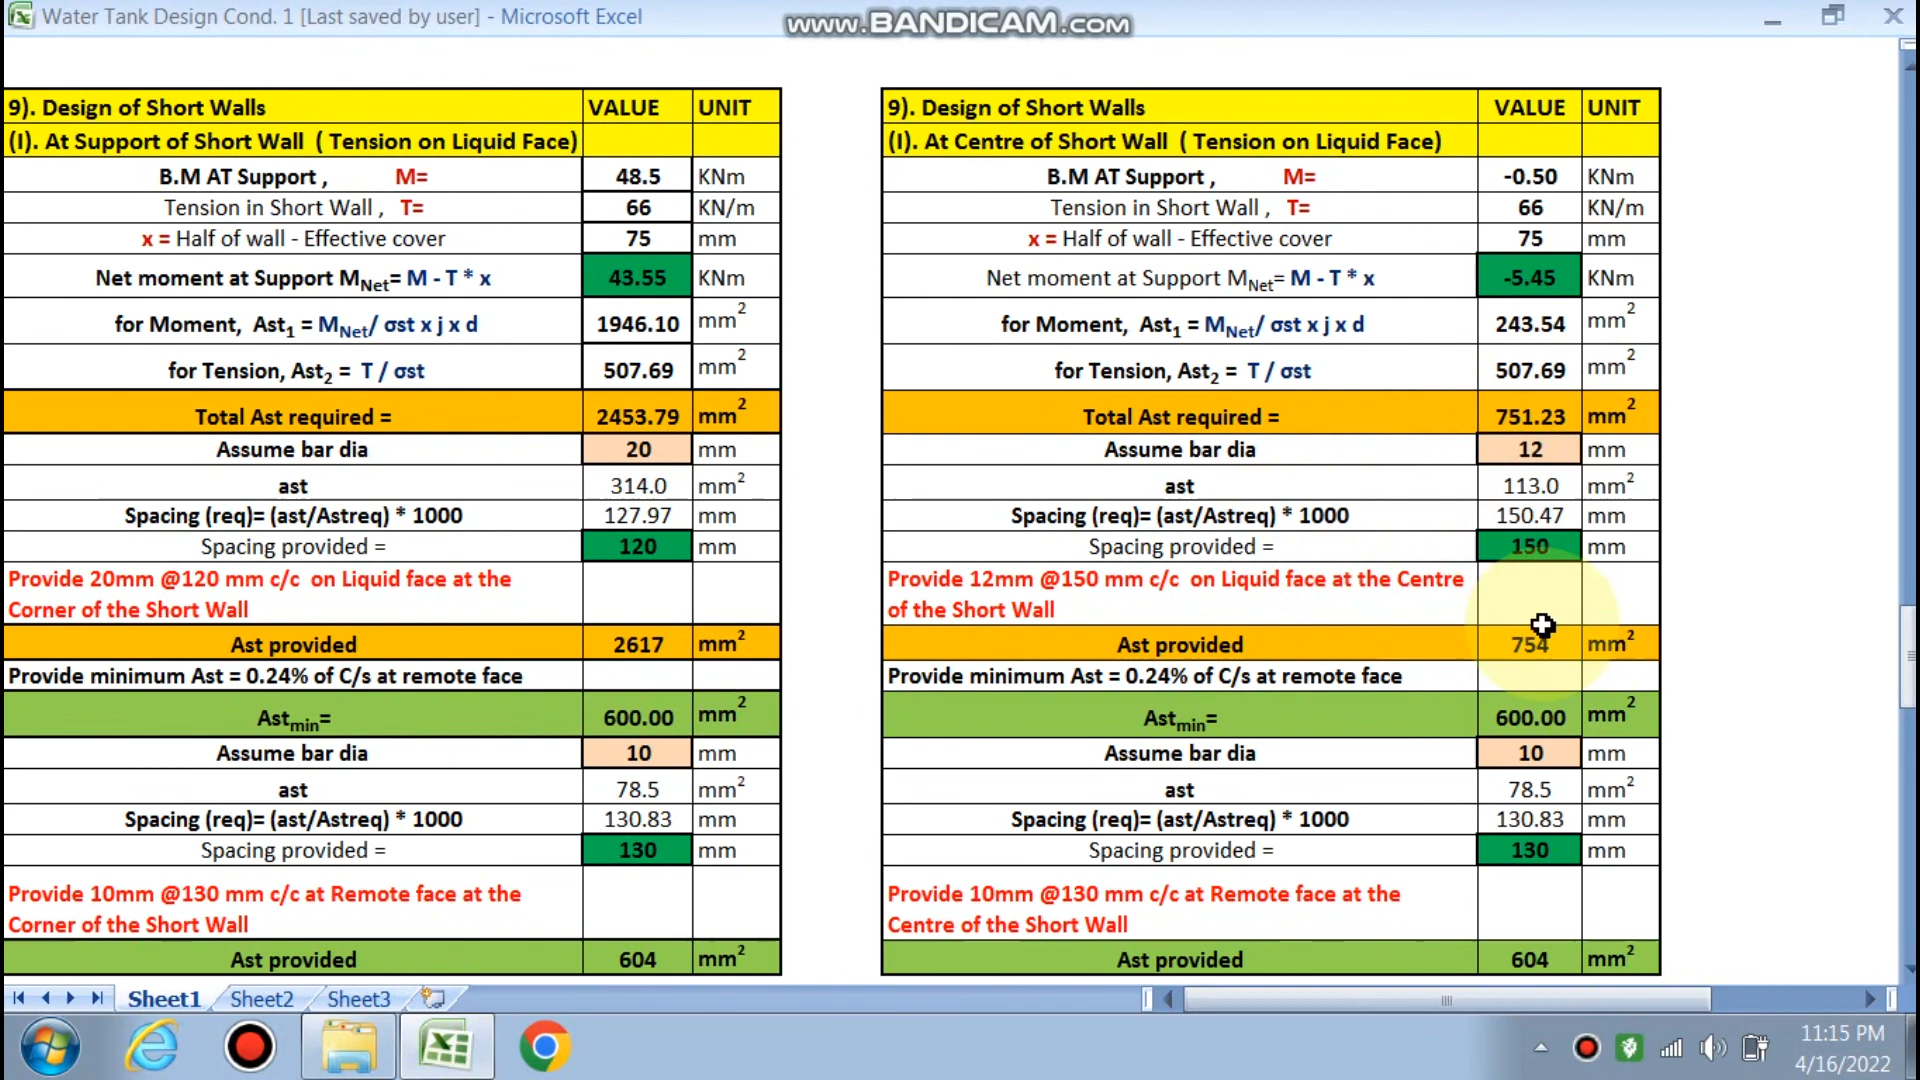 Water Tank Design Cond. 1 [Last saved by user] - Microsoft Excel
www.BANDICAM.com
9). Design of Short Walls VALUE UNIT
(I). At Support of Short Wall ( Tension on Liquid Face)
B.M AT Support , M= 48.5 KNm
Tension in Short Wall , T= 66 KN/m
x = Half of wall - Effective cover 75 mm
Net moment at Support MNet= M - T * x 43.55 KNm
for Moment, Ast1 = MNet/ σst x j x d 1946.10 mm2
for Tension, Ast2 = T / σst 507.69 mm2
Total Ast required = 2453.79 mm2
Assume bar dia 20 mm
ast 314.0 mm2
Spacing (req)= (ast/Astreq) * 1000 127.97 mm
Spacing provided = 120 mm
Provide 20mm @120 mm c/c on Liquid face at the
Corner of the Short Wall
Ast provided 2617 mm2
Provide minimum Ast = 0.24% of C/s at remote face
Astmin= 600.00 mm2
Assume bar dia 10 mm
ast 78.5 mm2
Spacing (req)= (ast/Astreq) * 1000 130.83 mm
Spacing provided = 130 mm
Provide 10mm @130 mm c/c at Remote face at the
Corner of the Short Wall
Ast provided 604 mm2
9). Design of Short Walls VALUE UNIT
(I). At Centre of Short Wall ( Tension on Liquid Face)
B.M AT Support , M= -0.50 KNm
Tension in Short Wall , T= 66 KN/m
x = Half of wall - Effective cover 75 mm
Net moment at Support MNet= M - T * x -5.45 KNm
for Moment, Ast1 = MNet/ σst x j x d 243.54 mm2
for Tension, Ast2 = T / σst 507.69 mm2
Total Ast required = 751.23 mm2
Assume bar dia 12 mm
ast 113.0 mm2
Spacing (req)= (ast/Astreq) * 1000 150.47 mm
Spacing provided = 150 mm
Provide 12mm @150 mm c/c on Liquid face at the Centre
of the Short Wall
Ast provided 754 mm2
Provide minimum Ast = 0.24% of C/s at remote face
Astmin= 600.00 mm2
Assume bar dia 10 mm
ast 78.5 mm2
Spacing (req)= (ast/Astreq) * 1000 130.83 mm
Spacing provided = 130 mm
Provide 10mm @130 mm c/c at Remote face at the
Centre of the Short Wall
Ast provided 604 mm2
Sheet1 Sheet2 Sheet3
11:15 PM
4/16/2022